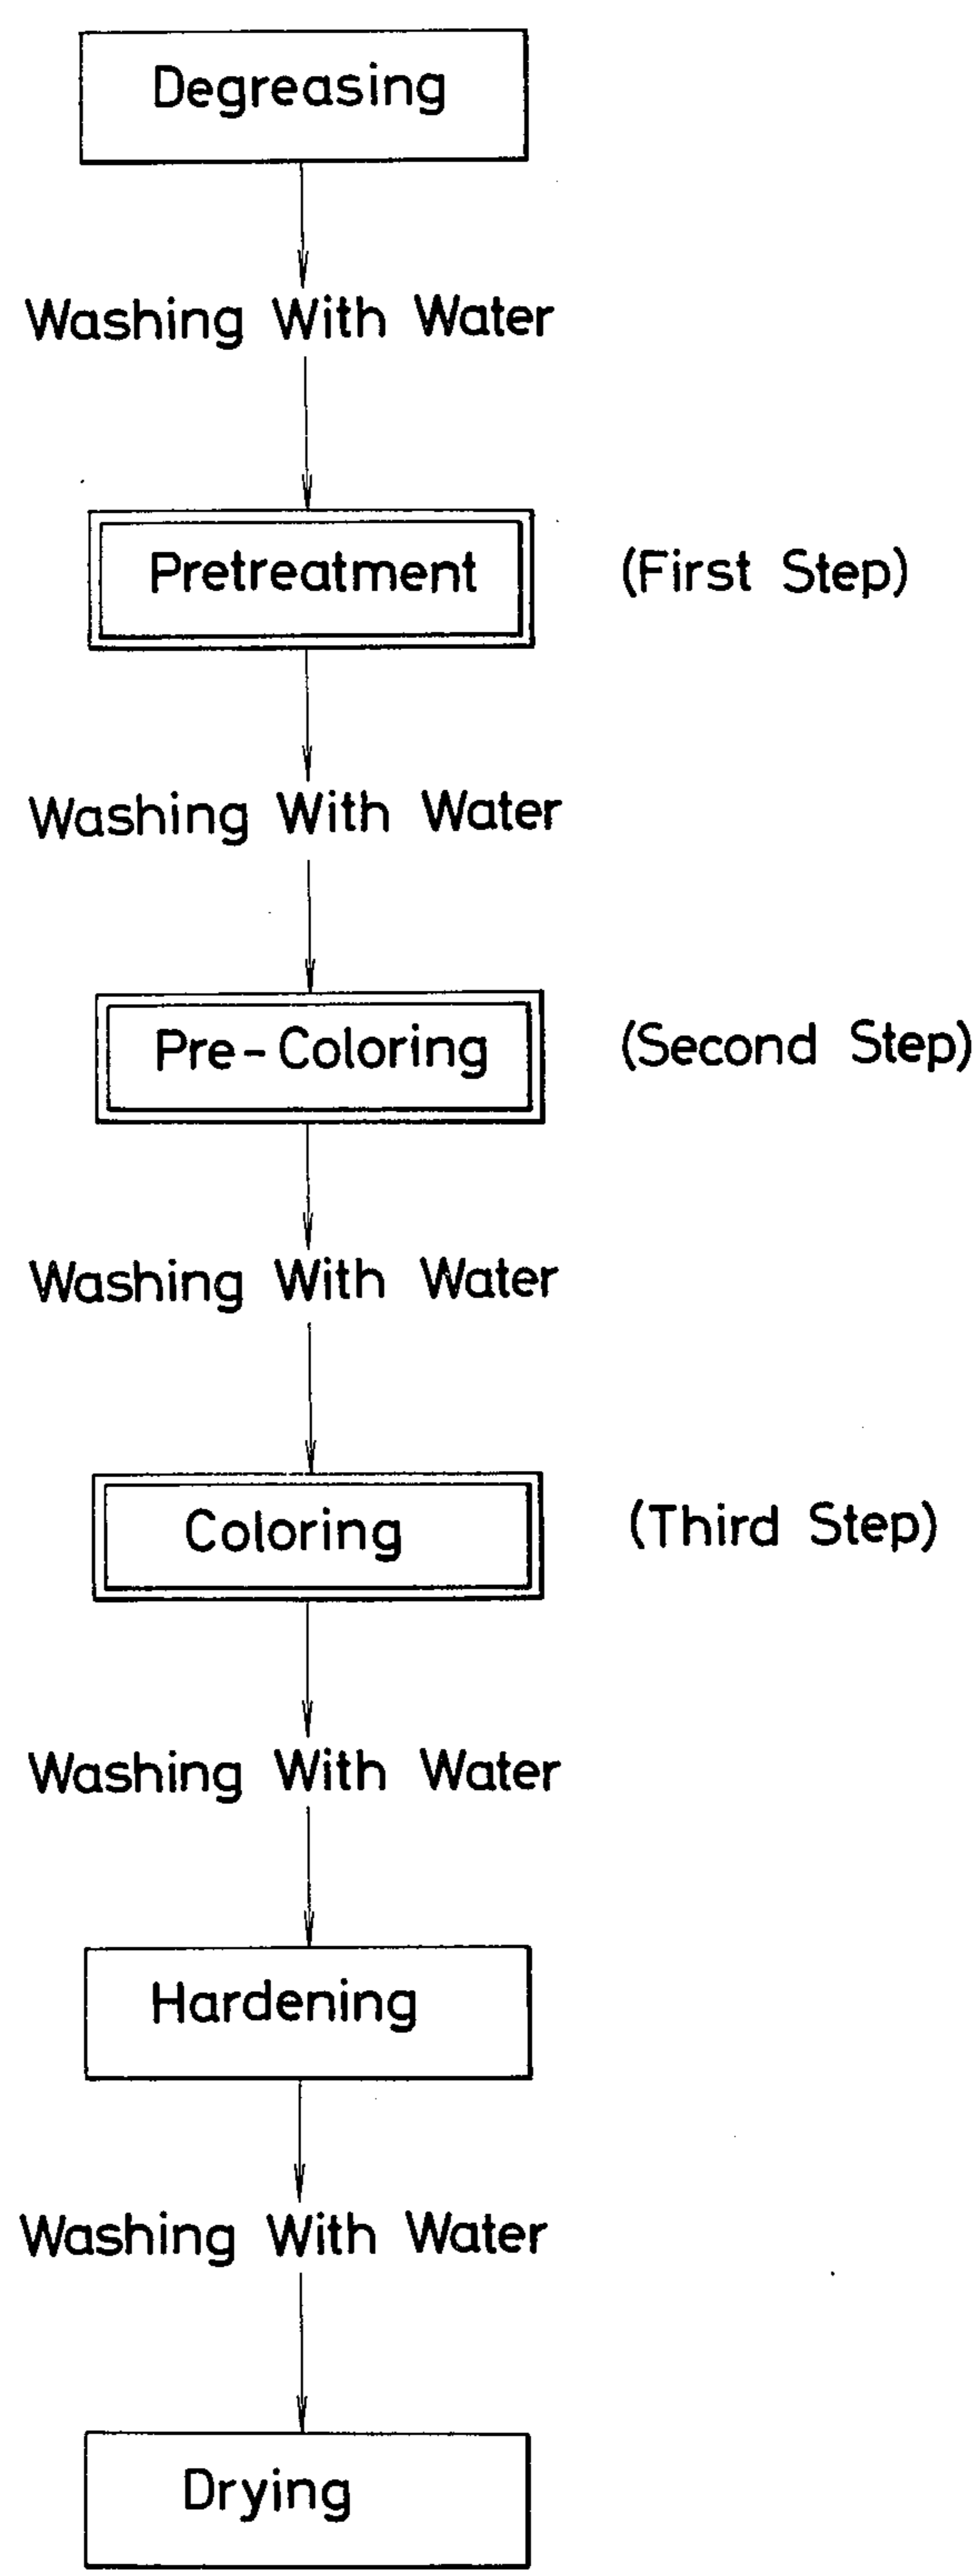 Degreasing
Washing With Water
Pretreatment (First Step)
Washing With Water
Pre-Coloring (Second Step)
Washing With Water
Coloring (Third Step)
Washing With Water
Hardening
Washing With Water
Drying